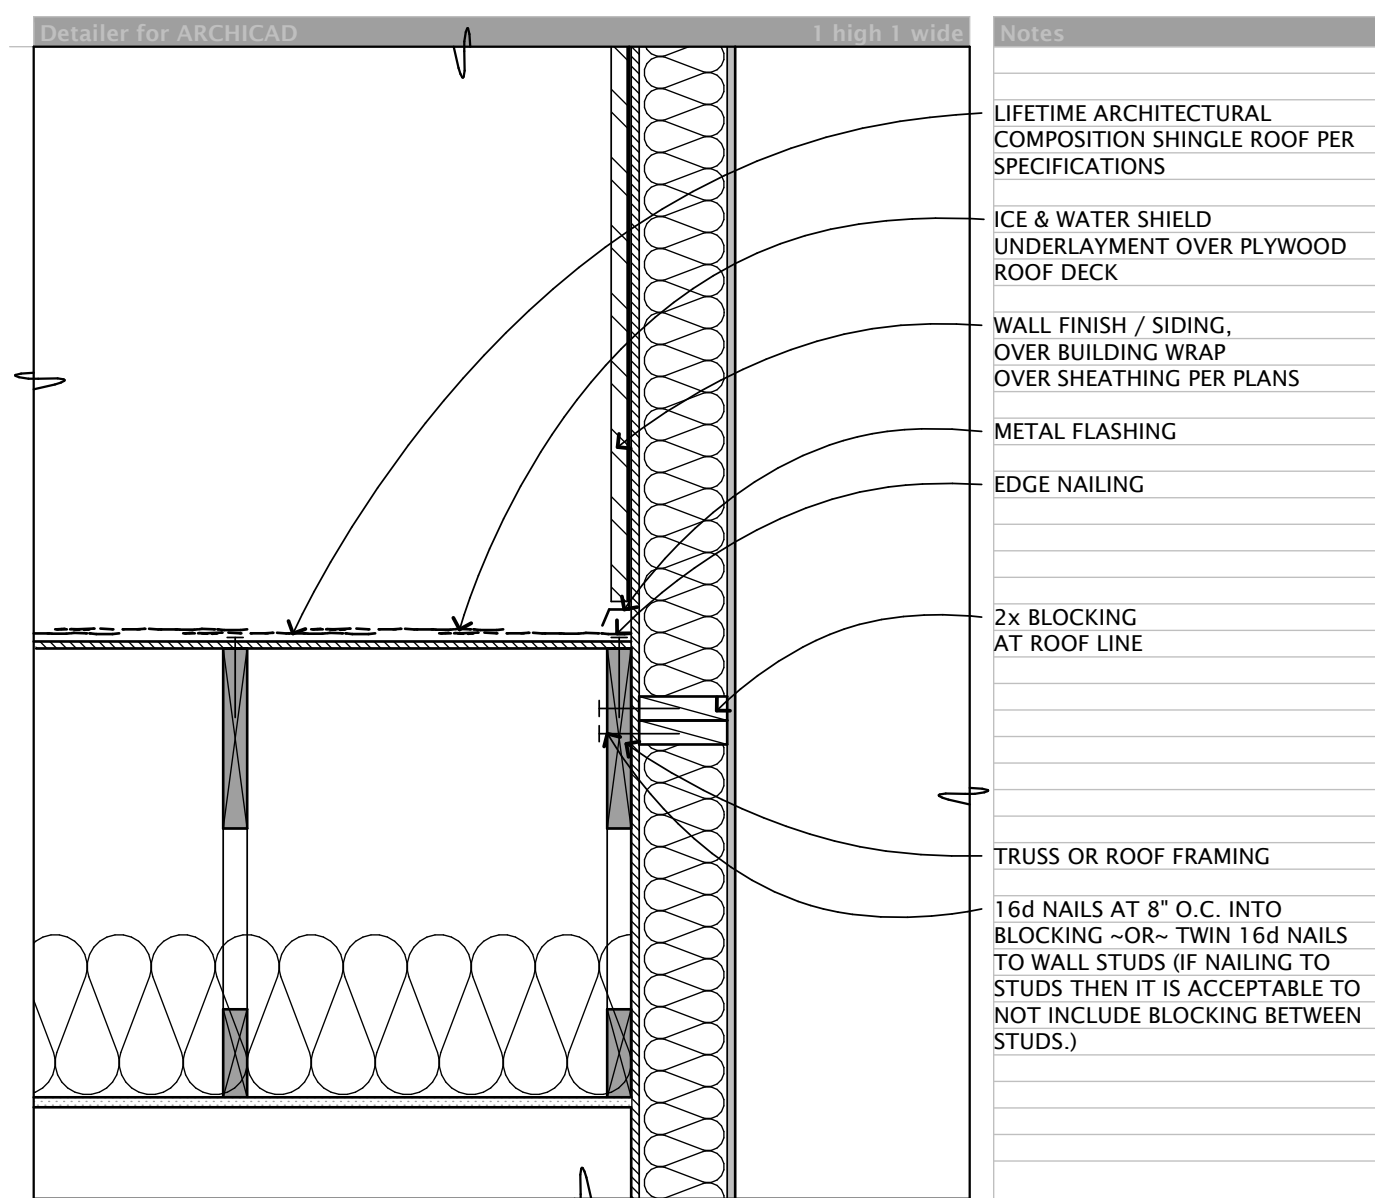 Detailer for ARCHICAD
1 high 1 wide
Notes
LIFETIME ARCHITECTURAL
COMPOSITION SHINGLE ROOF PER
SPECIFICATIONS
ICE & WATER SHIELD
UNDERLAYMENT OVER PLYWOOD
ROOF DECK
WALL FINISH / SIDING,
OVER BUILDING WRAP
OVER SHEATHING PER PLANS
METAL FLASHING
EDGE NAILING
2x BLOCKING
AT ROOF LINE
TRUSS OR ROOF FRAMING
16d NAILS AT 8" O.C. INTO
BLOCKING ~OR~ TWIN 16d NAILS
TO WALL STUDS (IF NAILING TO
STUDS THEN IT IS ACCEPTABLE TO
NOT INCLUDE BLOCKING BETWEEN
STUDS.)